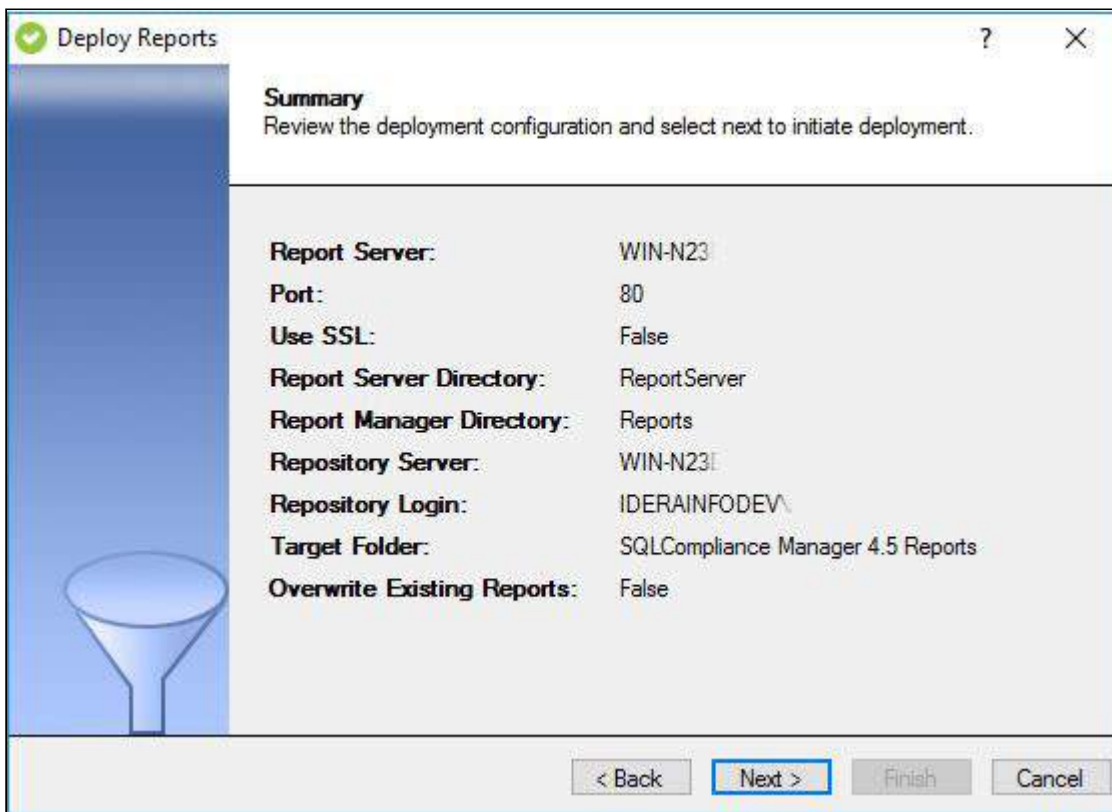 Deploy Reports
?
Summary
Review the deployment configuration and select next to initiate deployment.
Report Server: WIN-N23
Port: 80
Use SSL: False
Report Server Directory: ReportServer
Report Manager Directory: Reports
Repository Server: WIN-N23
Repository Login: IDERAINFODEV\
Target Folder: SQLCompliance Manager 4.5 Reports
Overwrite Existing Reports: False
< Back Next > Finish Cancel